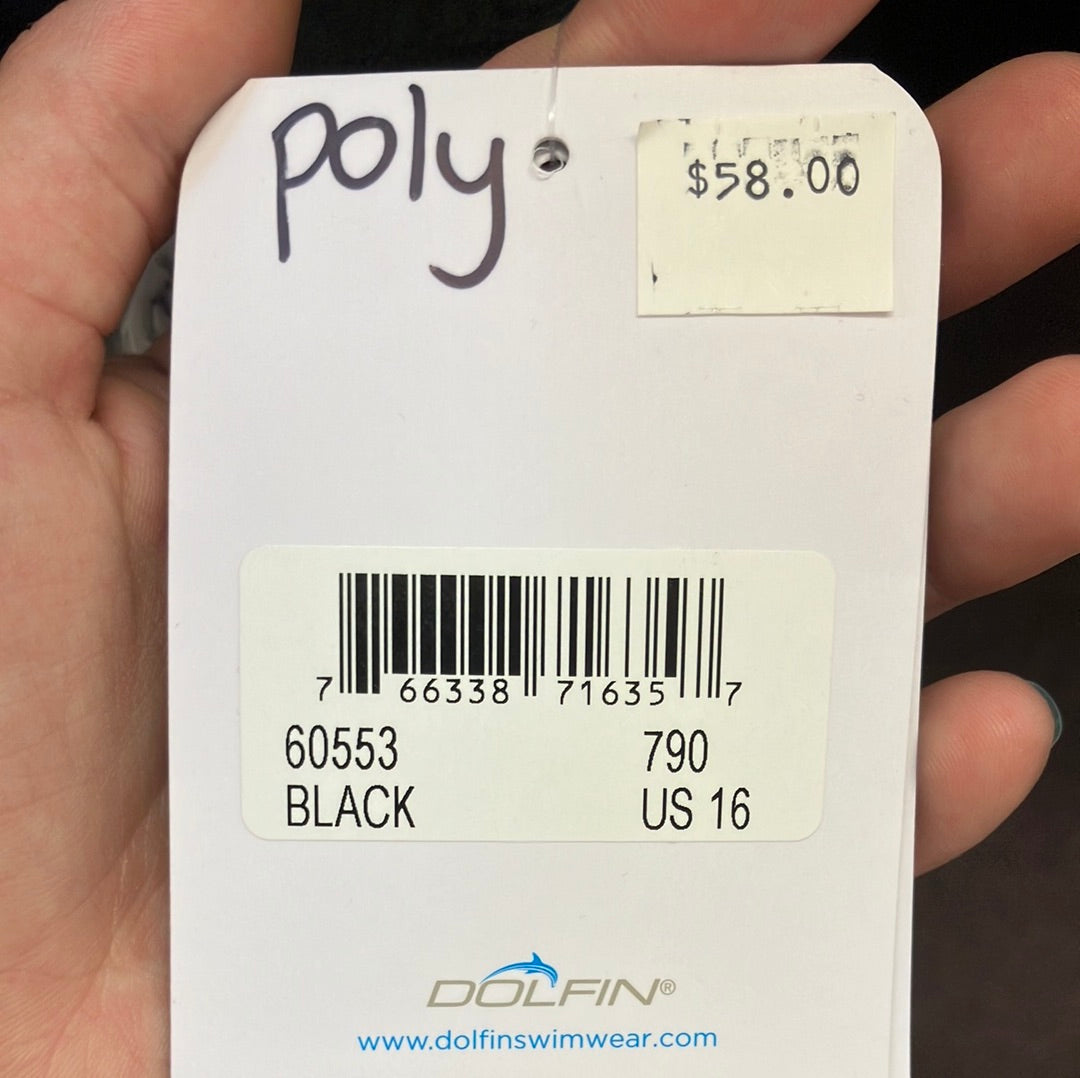 poly
$58.00
7 66338 71635 7
60553 790
BLACK US 16
DOLFIN®
www.dolfinswimwear.com